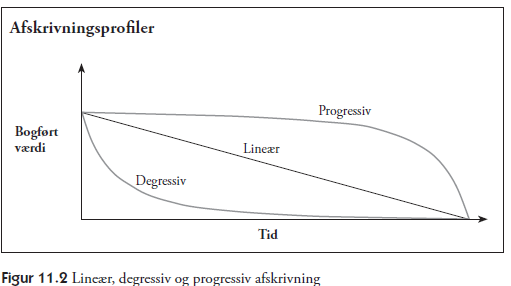 Afskrivningsprofiler
Progressiv
Bogført
værdi
Lineær
Degressiv
Tid
Figur 11.2 Lineær, degressiv og progressiv afskrivning